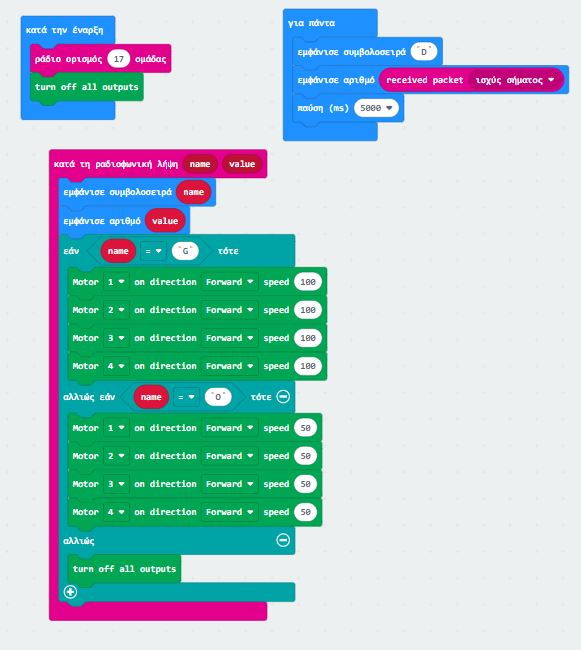 κατά την έναρξη
ράδιο ορισμός 17 ομάδας
turn off all outputs
για πάντα
εμφάνισε συμβολοσειρά "D"
εμφάνισε αριθμό received packet ισχύς σήματος
παύση (ms) 5000
κατά τη ραδιοφωνική λήψη name value
εμφάνισε συμβολοσειρά name
εμφάνισε αριθμό value
εάν name = "G" τότε
Motor 1 on direction Forward speed 100
Motor 2 on direction Forward speed 100
Motor 3 on direction Forward speed 100
Motor 4 on direction Forward speed 100
αλλιώς εάν name = "O" τότε
Motor 1 on direction Forward speed 50
Motor 2 on direction Forward speed 50
Motor 3 on direction Forward speed 50
Motor 4 on direction Forward speed 50
αλλιώς
turn off all outputs